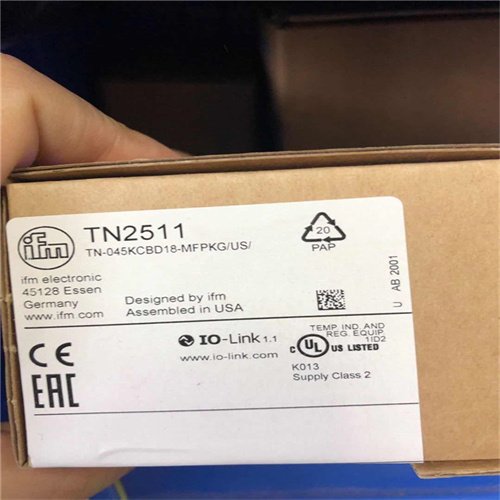 ifm
TN2511
TN-045KCBD18-MFPKG/US/
20
PAP
ifm electronic
45128 Essen
Germany
www.ifm.com
Designed by ifm
Assembled in USA
U AB 2001
IO-Link 1.1
www.io-link.com
TEMP. IND. AND
REG. EQUIP.
1ID2
c UL US LISTED
K013
Supply Class 2
CE
EAC